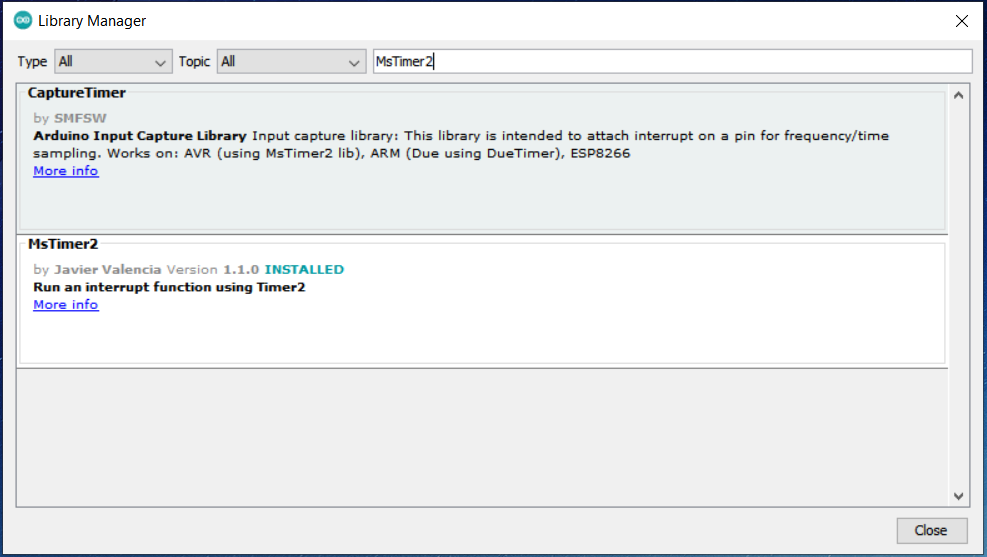 Library Manager
Type All Topic All MsTimer2
CaptureTimer
by SMFSW
Arduino Input Capture Library Input capture library: This library is intended to attach interrupt on a pin for frequency/time
sampling. Works on: AVR (using MsTimer2 lib), ARM (Due using DueTimer), ESP8266
More info
MsTimer2
by Javier Valencia Version 1.1.0 INSTALLED
Run an interrupt function using Timer2
More info
Close